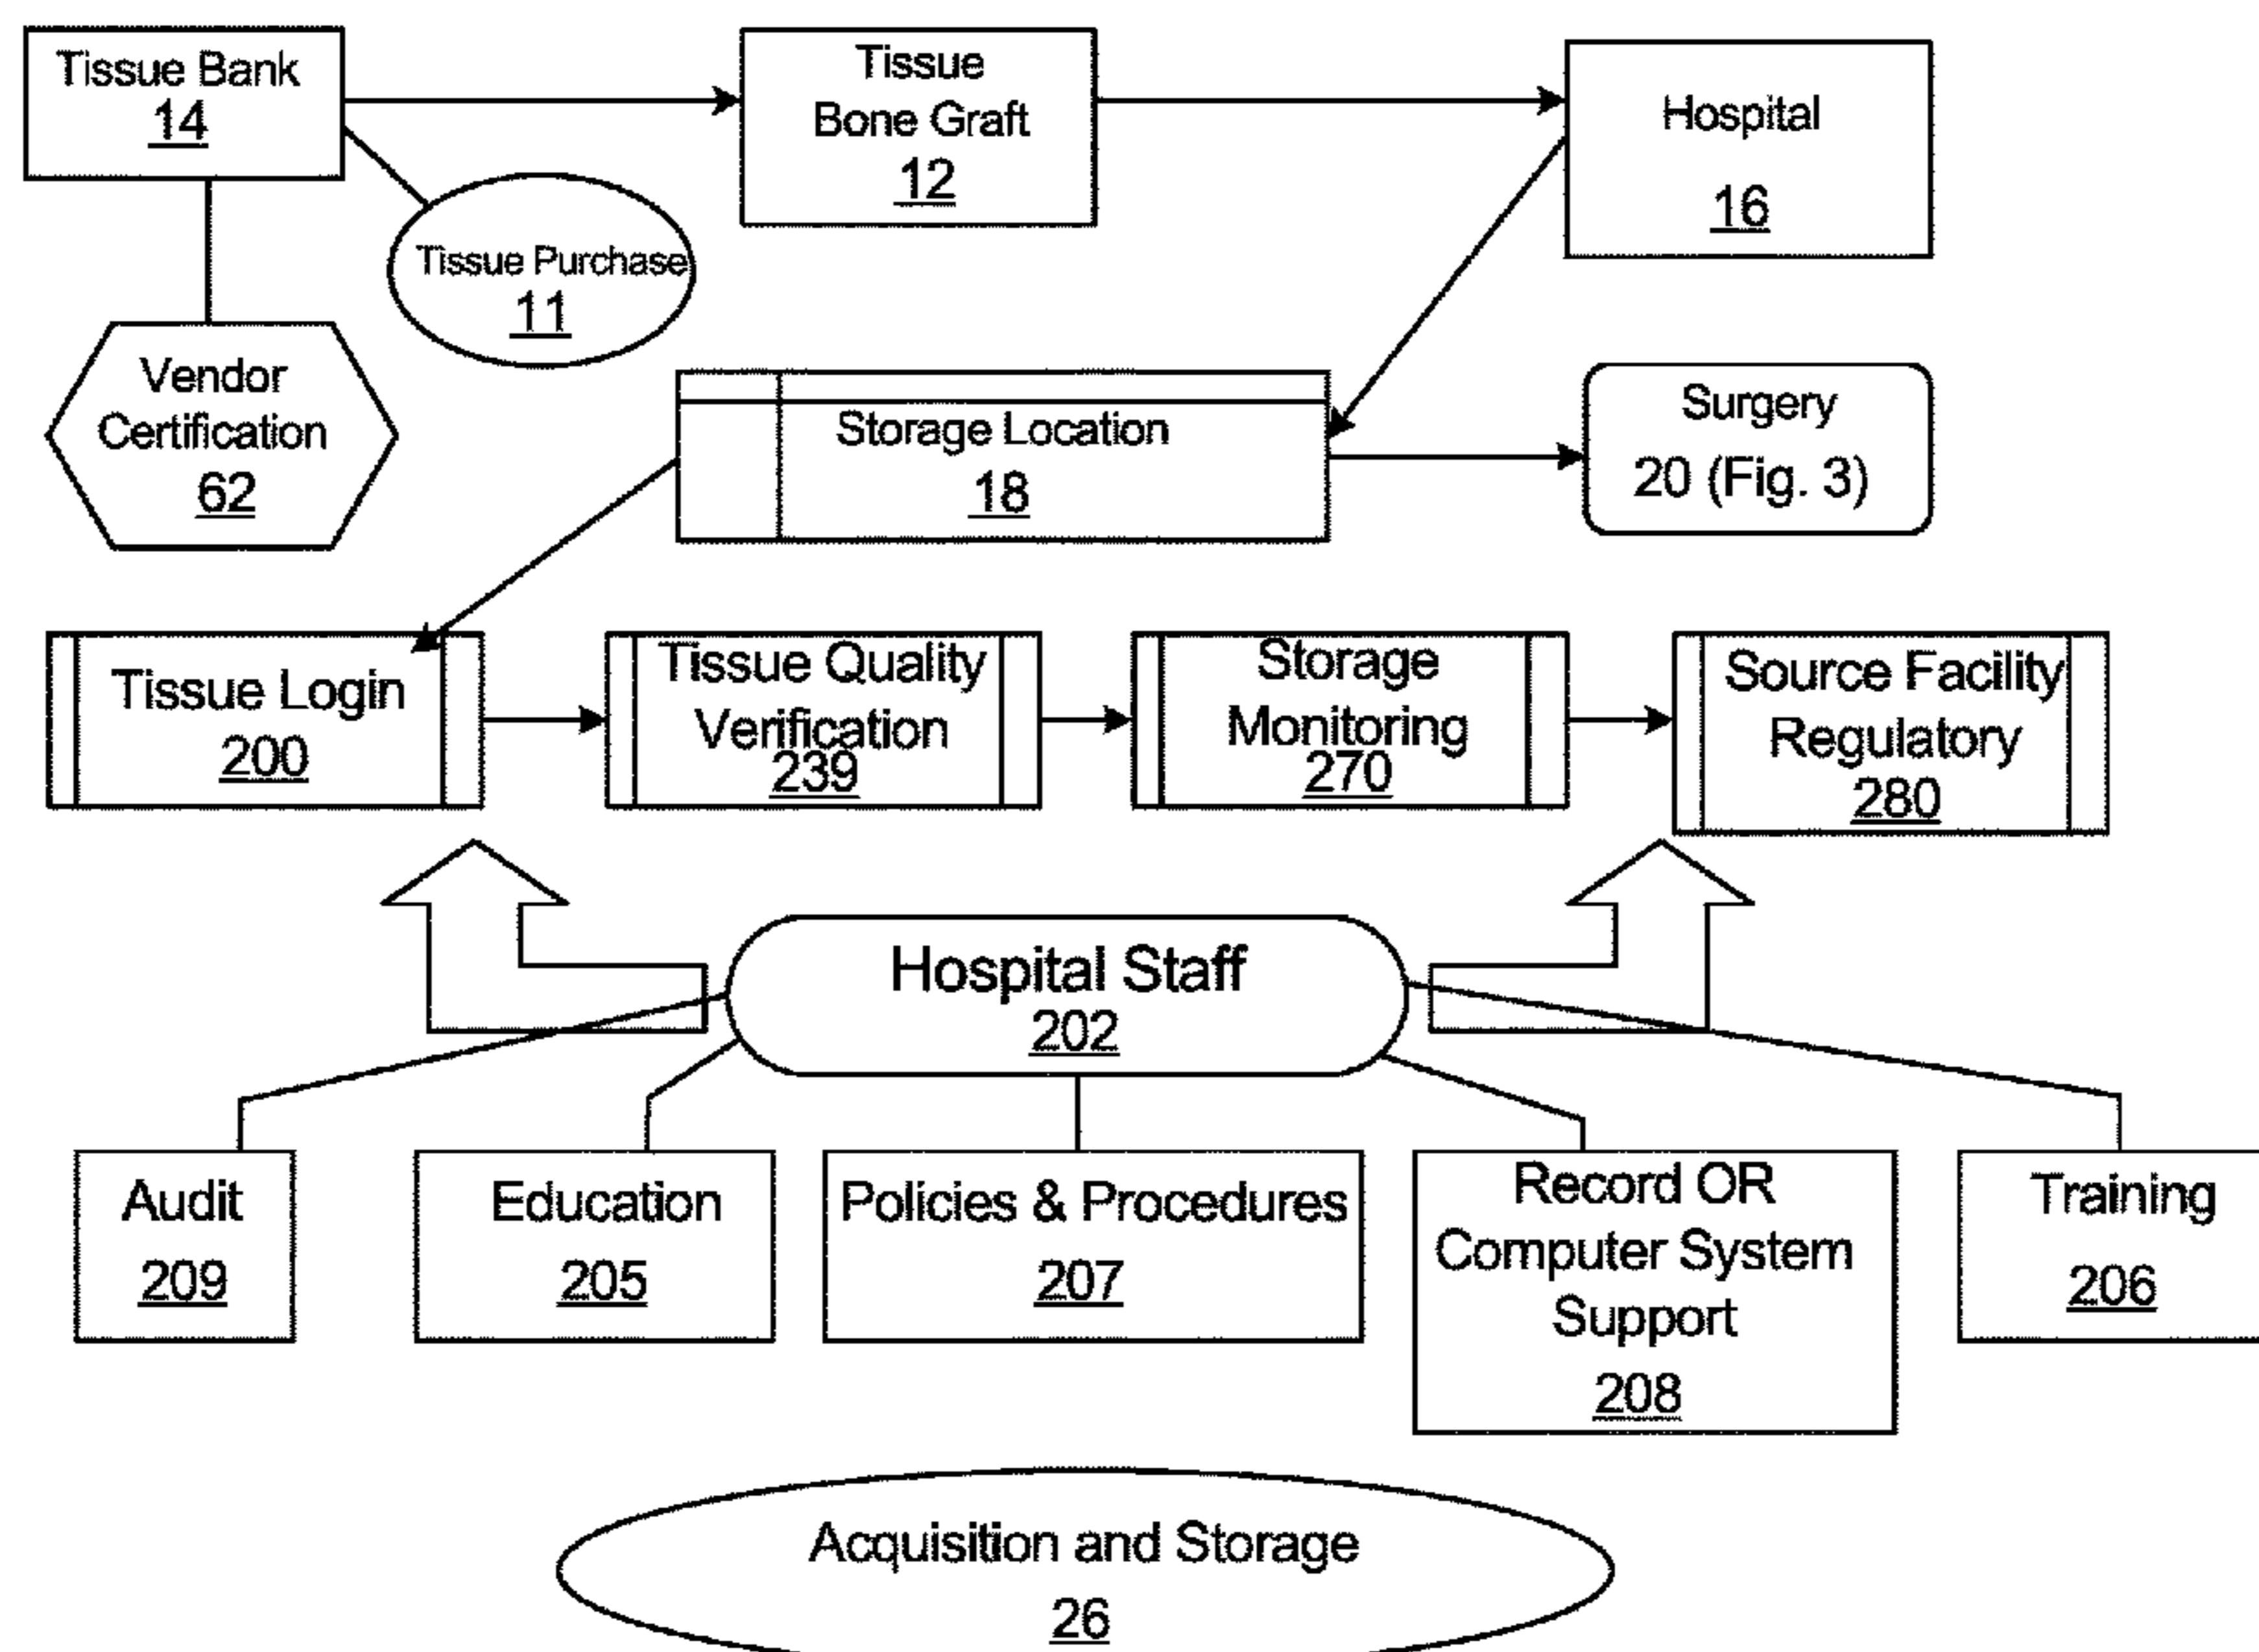 Tissue Bank
14
Tissue
Bone Graft
12
Hospital
16
Tissue Purchase
11
Vendor
Certification
62
Storage Location
18
Surgery
20 (Fig. 3)
Tissue Login
200
Tissue Quality
Verification
239
Storage
Monitoring
270
Source Facility
Regulatory
280
Hospital Staff
202
Audit
209
Education
205
Policies & Procedures
207
Record OR
Computer System
Support
208
Training
206
Acquisition and Storage
26